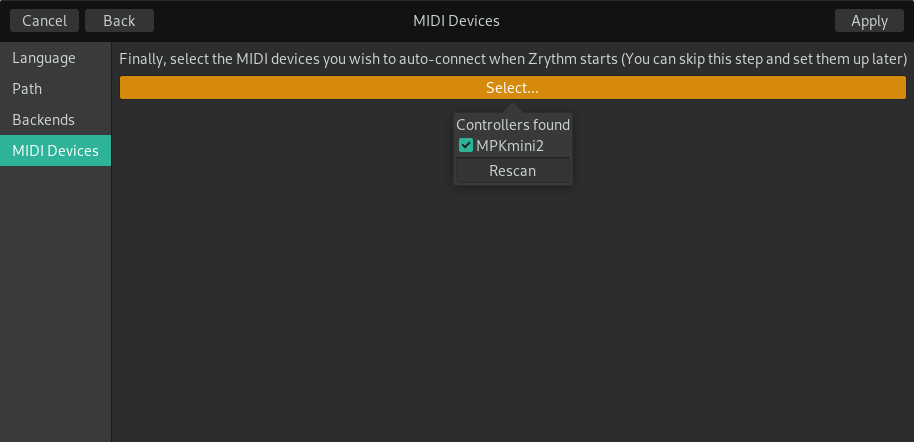 Cancel Back MIDI Devices Apply
Language
Path
Backends
MIDI Devices
Finally, select the MIDI devices you wish to auto-connect when Zrythm starts (You can skip this step and set them up later)
Select...
Controllers found
MPKmini2
Rescan